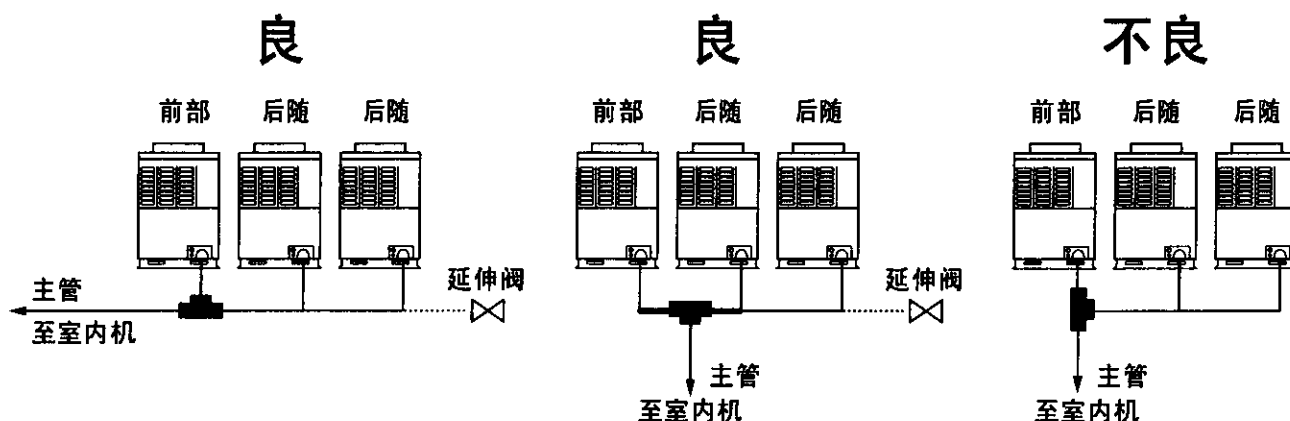 良
前部 后随 后随
延伸阀
主管
至室内机
良
前部 后随 后随
延伸阀
主管
至室内机
不良
前部 后随 后随
主管
至室内机